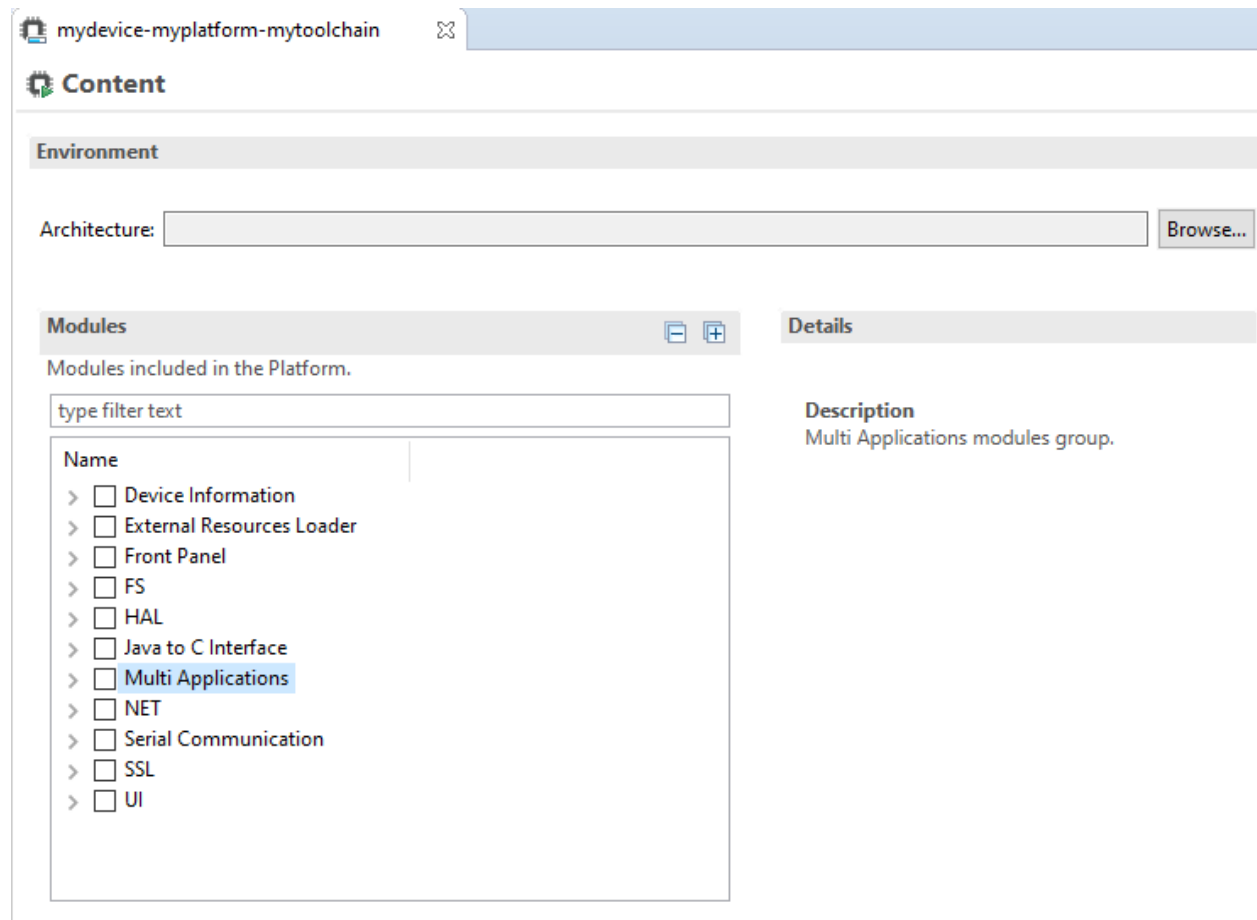 mydevice-myplatform-mytoolchain
Content
Environment
Architecture:
Browse...
Modules
Modules included in the Platform.
type filter text
Name
Device Information
External Resources Loader
Front Panel
FS
HAL
Java to C Interface
Multi Applications
NET
Serial Communication
SSL
UI
Details
Description
Multi Applications modules group.